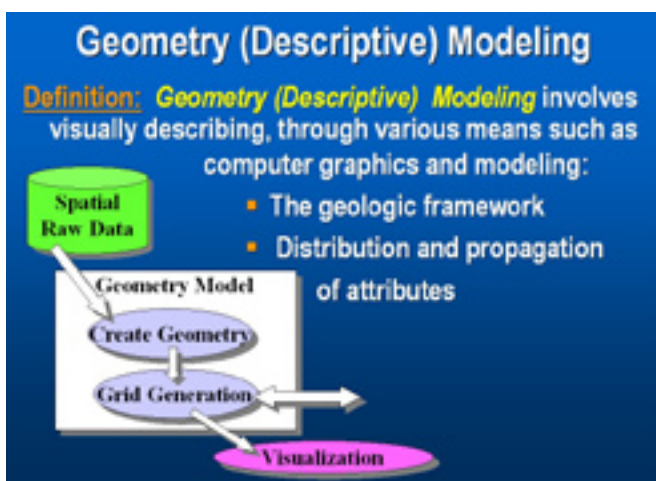 Geometry (Descriptive) Modeling
Definition: Geometry (Descriptive) Modeling involves
visually describing, through various means such as
computer graphics and modeling:
▪ The geologic framework
▪ Distribution and propagation
of attributes
Spatial
Raw Data
Geometry Model
Create Geometry
Grid Generation
Visualization